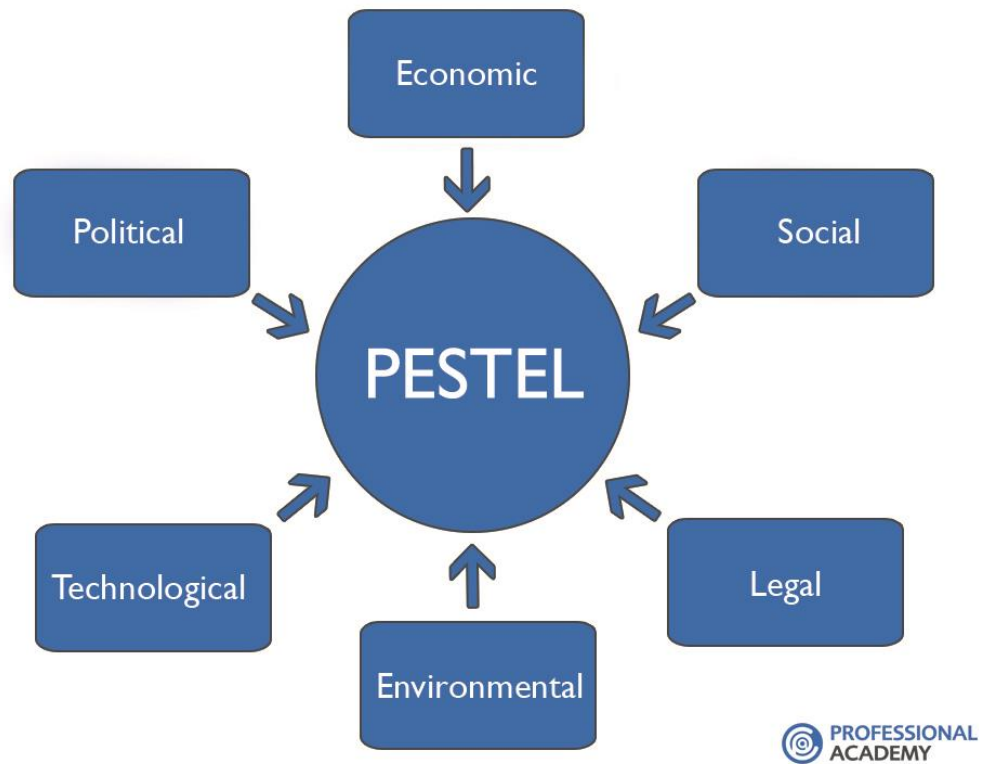 Economic
Political
Social
PESTEL
Technological
Legal
Environmental
PROFESSIONAL
ACADEMY